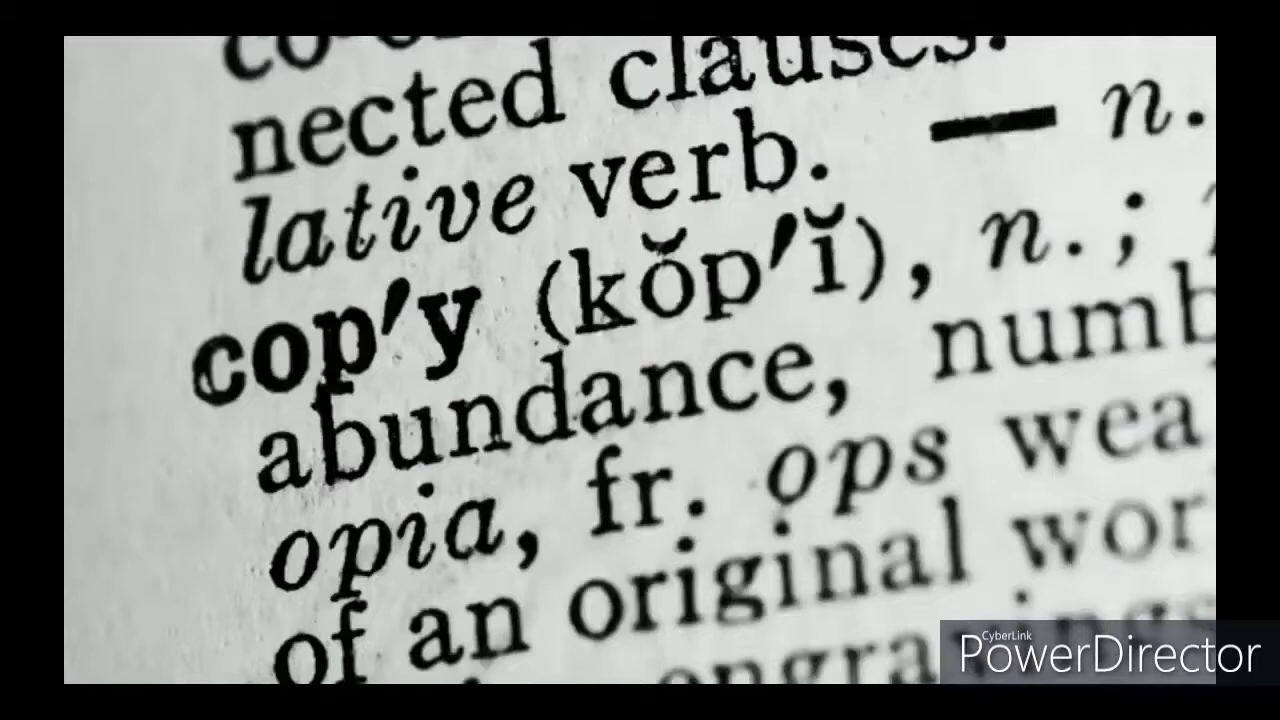 nected clauses.
lative verb. — n.
cop′y (kŏp′ĭ), n. ;
abundance, numb
opia, fr. ops wea
of an original wor
CyberLink
PowerDirector